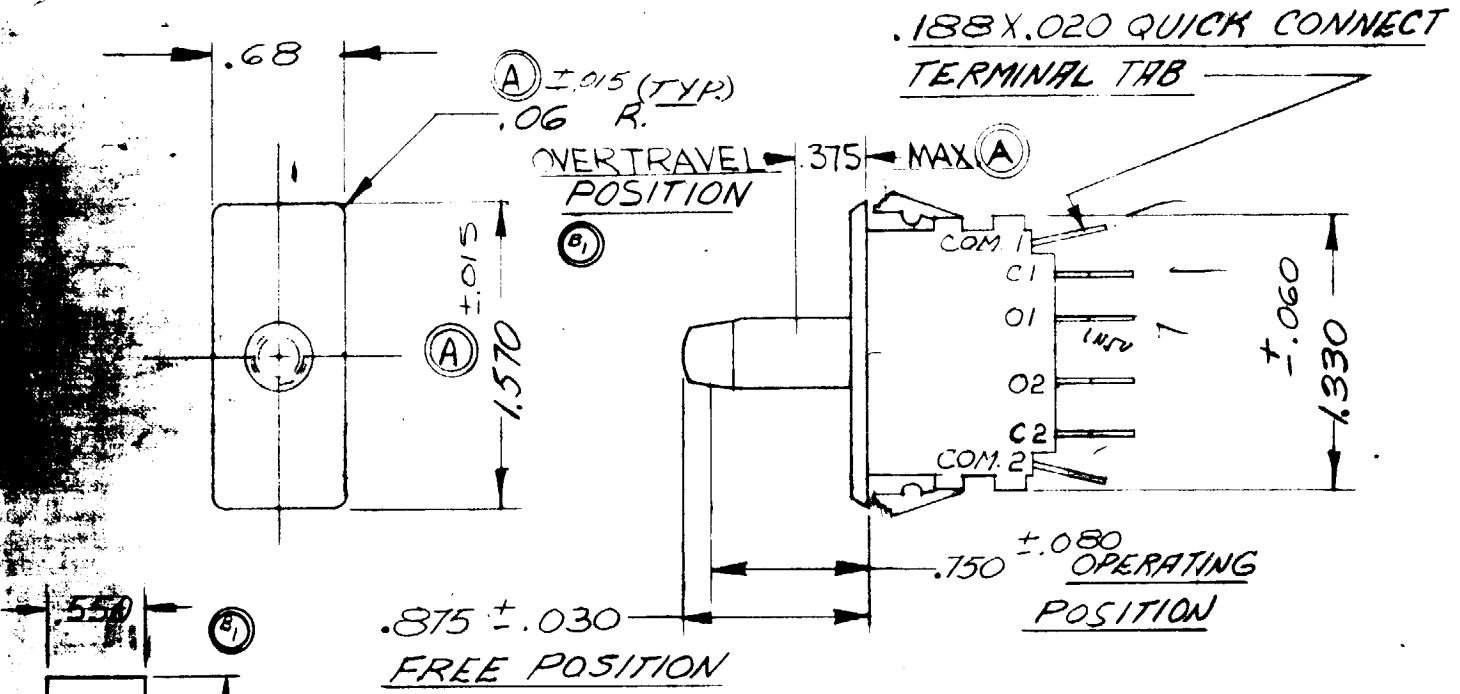 .188 X .020 QUICK CONNECT
TERMINAL TAB
.68
A ±.015 (TYP.)
.06 R.
OVERTRAVEL .375 MAX. A
POSITION
B1
COM. 1
C1
O1
O2
C2
COM. 2
A 1.570 ±.015
1.330 ±.060
.750 ±.080 OPERATING
POSITION
.875 ±.030
FREE POSITION
.550
B1